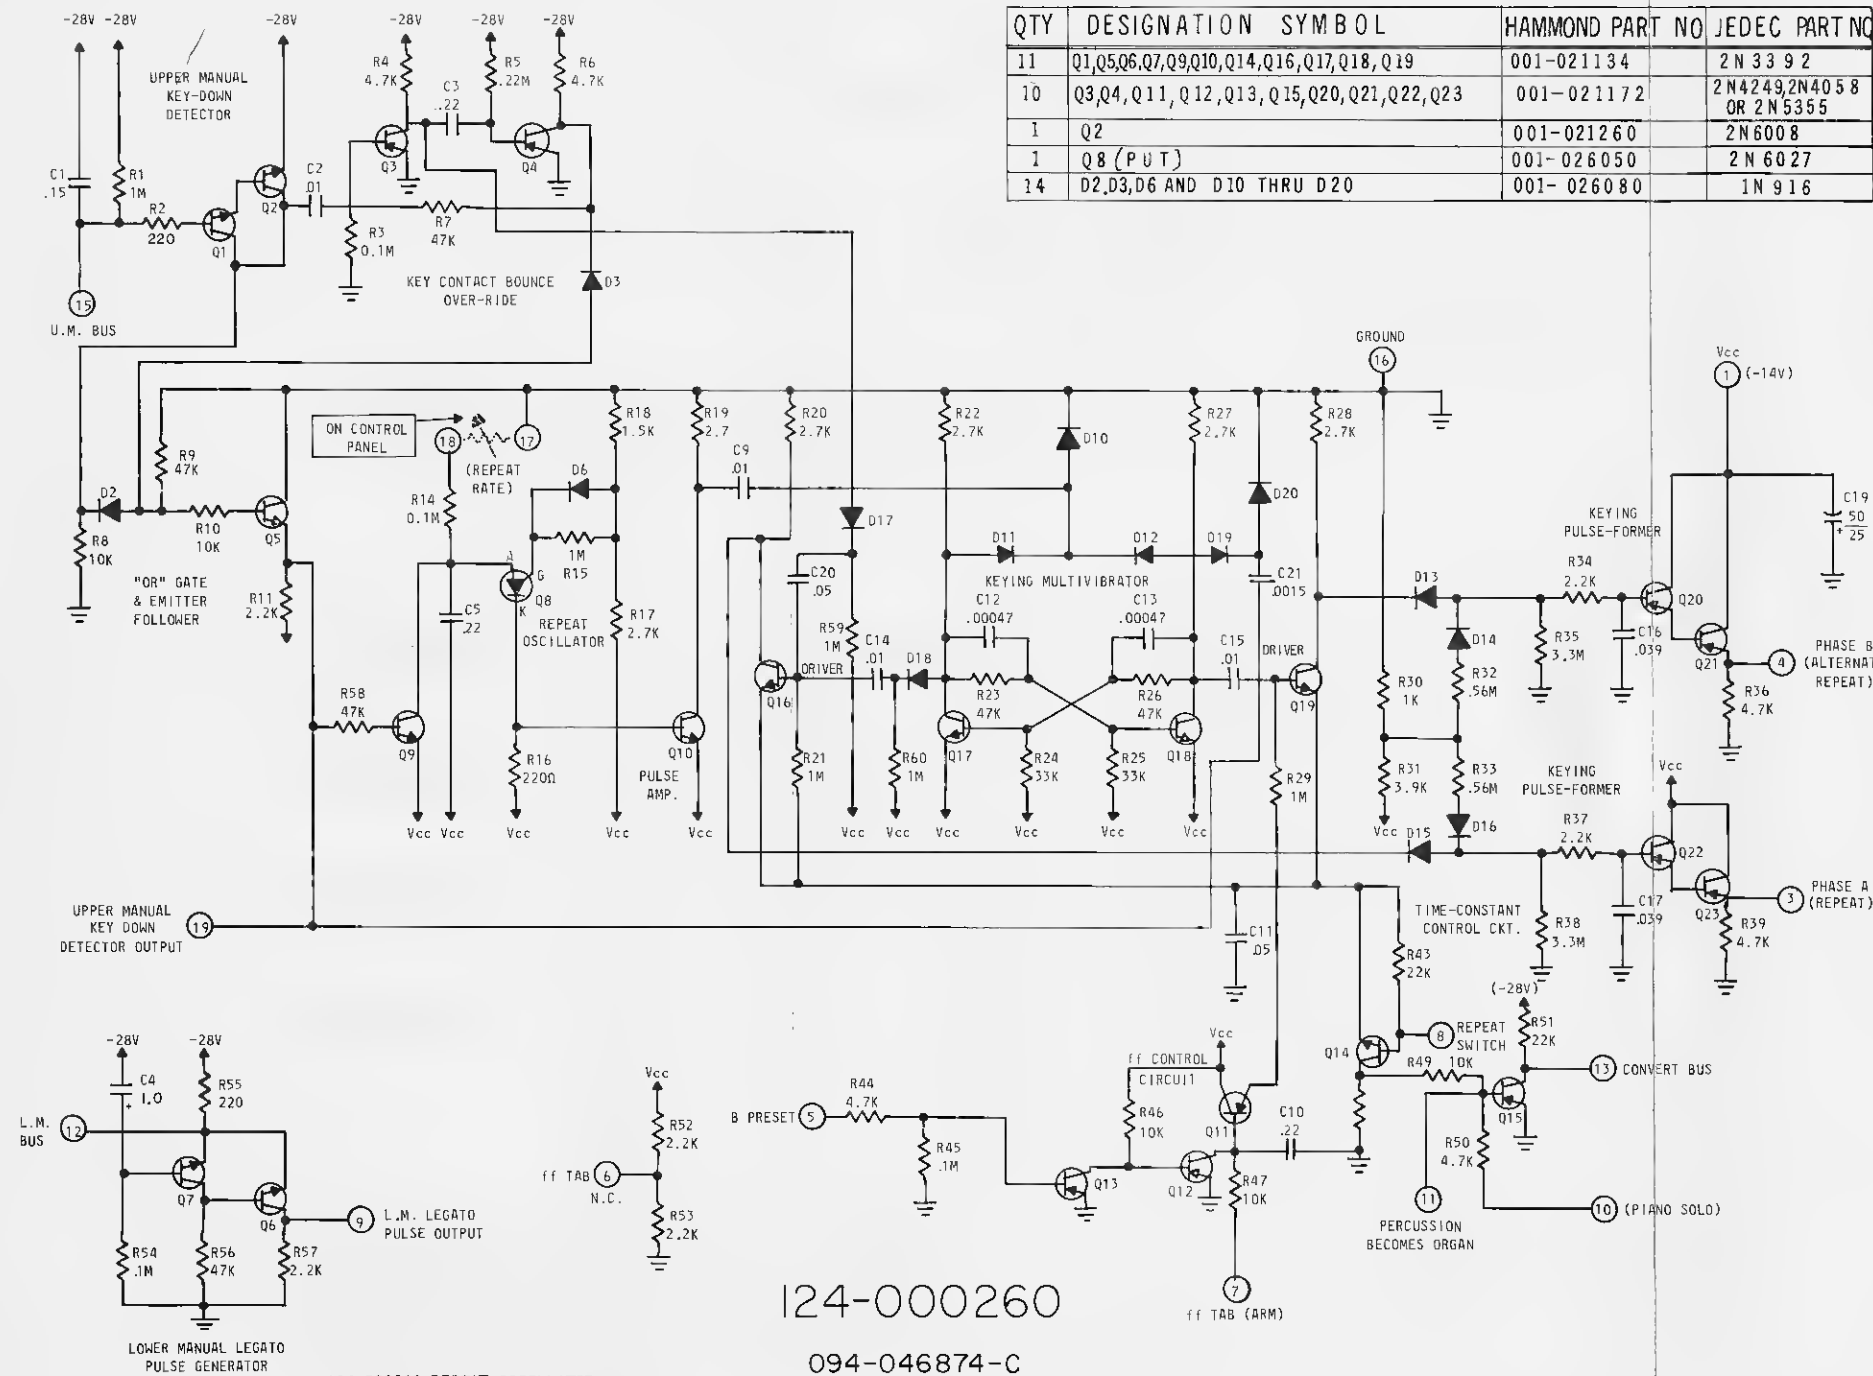 QTY DESIGNATION SYMBOL HAMMOND PART NO JEDEC PART NO
11 Q1,Q5,Q6,Q7,Q9,Q10,Q14,Q16,Q17,Q18,Q19 001-021134 2N3392
10 Q3,Q4,Q11,Q12,Q13,Q15,Q20,Q21,Q22,Q23 001-021172 2N4249,2N4058
OR 2N5355
1 Q2 001-021260 2N6008
1 Q8 (PUT) 001-026050 2N6027
14 D2,D3,D6 AND D10 THRU D20 001-026080 1N916
-28V -28V -28V -28V -28V -28V
UPPER MANUAL
KEY-DOWN
DETECTOR
R4
4.7K
C3
.22
R5
.22M
R6
4.7K
C1
.15
R1
1M
R2
220
Q1
Q2
C2
.01
Q3
Q4
R3
0.1M
R7
47K
D3
KEY CONTACT BOUNCE
OVER-RIDE
15
U.M. BUS
GROUND
16
Vcc
1 (-14V)
ON CONTROL
PANEL
18
17
(REPEAT
RATE)
R18
1.5K
R19
2.7
R20
2.7K
R22
2.7K
D10
R27
2.7K
R28
2.7K
R9
47K
D2
R10
10K
Q5
R8
10K
R11
2.2K
"OR" GATE
& EMITTER
FOLLOWER
R14
0.1M
D6
1M
R15
A
G
K
Q8
REPEAT
OSCILLATOR
C5
.22
R17
2.7K
C9
.01
D17
D20
C20
.05
D11
D12
D19
KEYING MULTIVIBRATOR
C21
.0015
C12
.00047
C13
.00047
R59
1M
C14
.01
D18
DRIVER
Q16
R23
47K
R26
47K
C15
.01
DRIVER
Q19
R58
47K
Q9
R16
220Ω
Q10
PULSE
AMP.
R21
1M
R60
1M
Q17
R24
33K
R25
33K
Q18
R29
1M
Vcc Vcc Vcc Vcc Vcc Vcc Vcc Vcc Vcc Vcc Vcc Vcc
KEYING
PULSE-FORMER
C19
50
25
+
D13
R34
2.2K
Q20
D14
R35
3.3M
C16
.039
Q21
4
PHASE B
(ALTERNAT
REPEAT)
R32
.56M
R30
1K
R36
4.7K
R31
3.9K
R33
.56M
KEYING
PULSE-FORMER
Vcc
D15
D16
R37
2.2K
Q22
Q23
3
PHASE A
(REPEAT)
C17
.039
R38
3.3M
R39
4.7K
UPPER MANUAL
KEY DOWN
DETECTOR OUTPUT
19
C11
.05
TIME-CONSTANT
CONTROL CKT.
R43
22K
(-28V)
R51
22K
8
REPEAT
SWITCH
Q14
R49 10K
13 CONVERT BUS
Q15
R50
4.7K
11
PERCUSSION
BECOMES ORGAN
10 (PIANO SOLO)
-28V
-28V
C4
1.0
+
R55
220
L.M.
BUS
12
Q7
Q6
9
L.M. LEGATO
PULSE OUTPUT
R54
.1M
R56
47K
R57
2.2K
LOWER MANUAL LEGATO
PULSE GENERATOR
Vcc
R52
2.2K
ff TAB 6
N.C.
R53
2.2K
B PRESET 5
R44
4.7K
R45
.1M
Q13
ff CONTROL
CIRCUIT
Vcc
R46
10K
Q11
Q12
C10
.22
R47
10K
7
ff TAB (ARM)
124-000260
094-046874-C